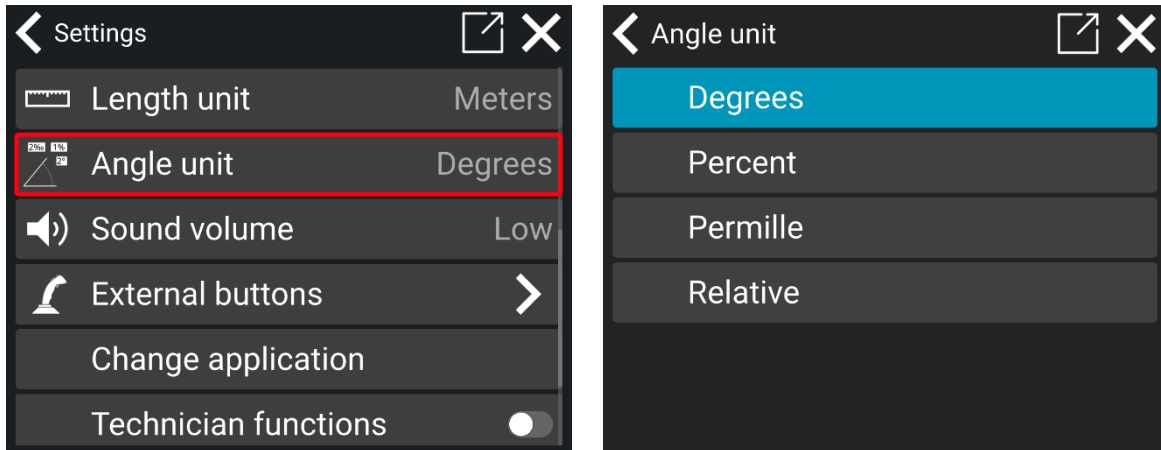 Settings
Length unit Meters
2‰ 1%
2°
Angle unit Degrees
Sound volume Low
External buttons
Change application
Technician functions
Angle unit
Degrees
Percent
Permille
Relative